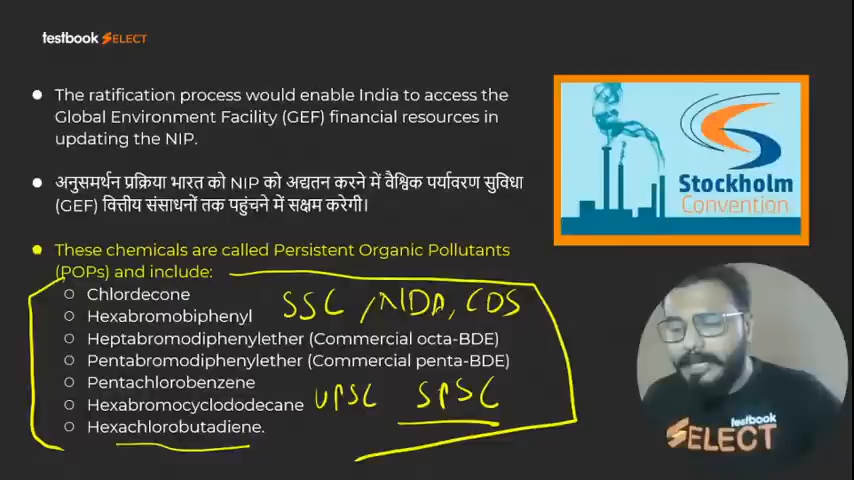 testbook SELECT
The ratification process would enable India to access the
Global Environment Facility (GEF) financial resources in
updating the NIP.
अनुसमर्थन प्रक्रिया भारत को NIP को अद्यतन करने में वैश्विक पर्यावरण सुविधा
(GEF) वित्तीय संसाधनों तक पहुंचने में सक्षम करेगी।
These chemicals are called Persistent Organic Pollutants
(POPs) and include:
Chlordecone
Hexabromobiphenyl
Heptabromodiphenylether (Commercial octa-BDE)
Pentabromodiphenylether (Commercial penta-BDE)
Pentachlorobenzene
Hexabromocyclododecane
Hexachlorobutadiene.
SSC, NDA, CDS
UPSC SPSC
Stockholm
Convention
testbook
SELECT